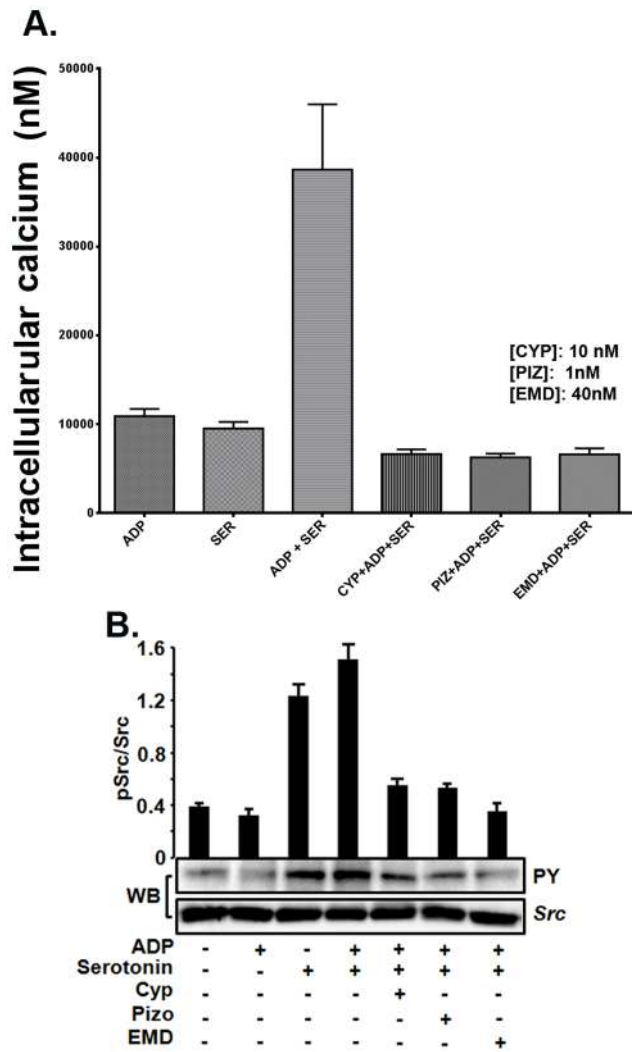 A.
Intracellularular calcium (nM)
50000
40000
30000
20000
10000
0
[CYP]: 10 nM
[PIZ]: 1nM
[EMD]: 40nM
ADP
SER
ADP + SER
CYP+ADP+SER
PIZ+ADP+SER
EMD+ADP+SER
B.
pSrc/Src
1.6
1.2
0.8
0.4
0
WB
PY
Src
ADP - + - + + + +
Serotonin - - + + + + +
Cyp - - - - + - -
Pizo - - - - - + -
EMD - - - - - - +